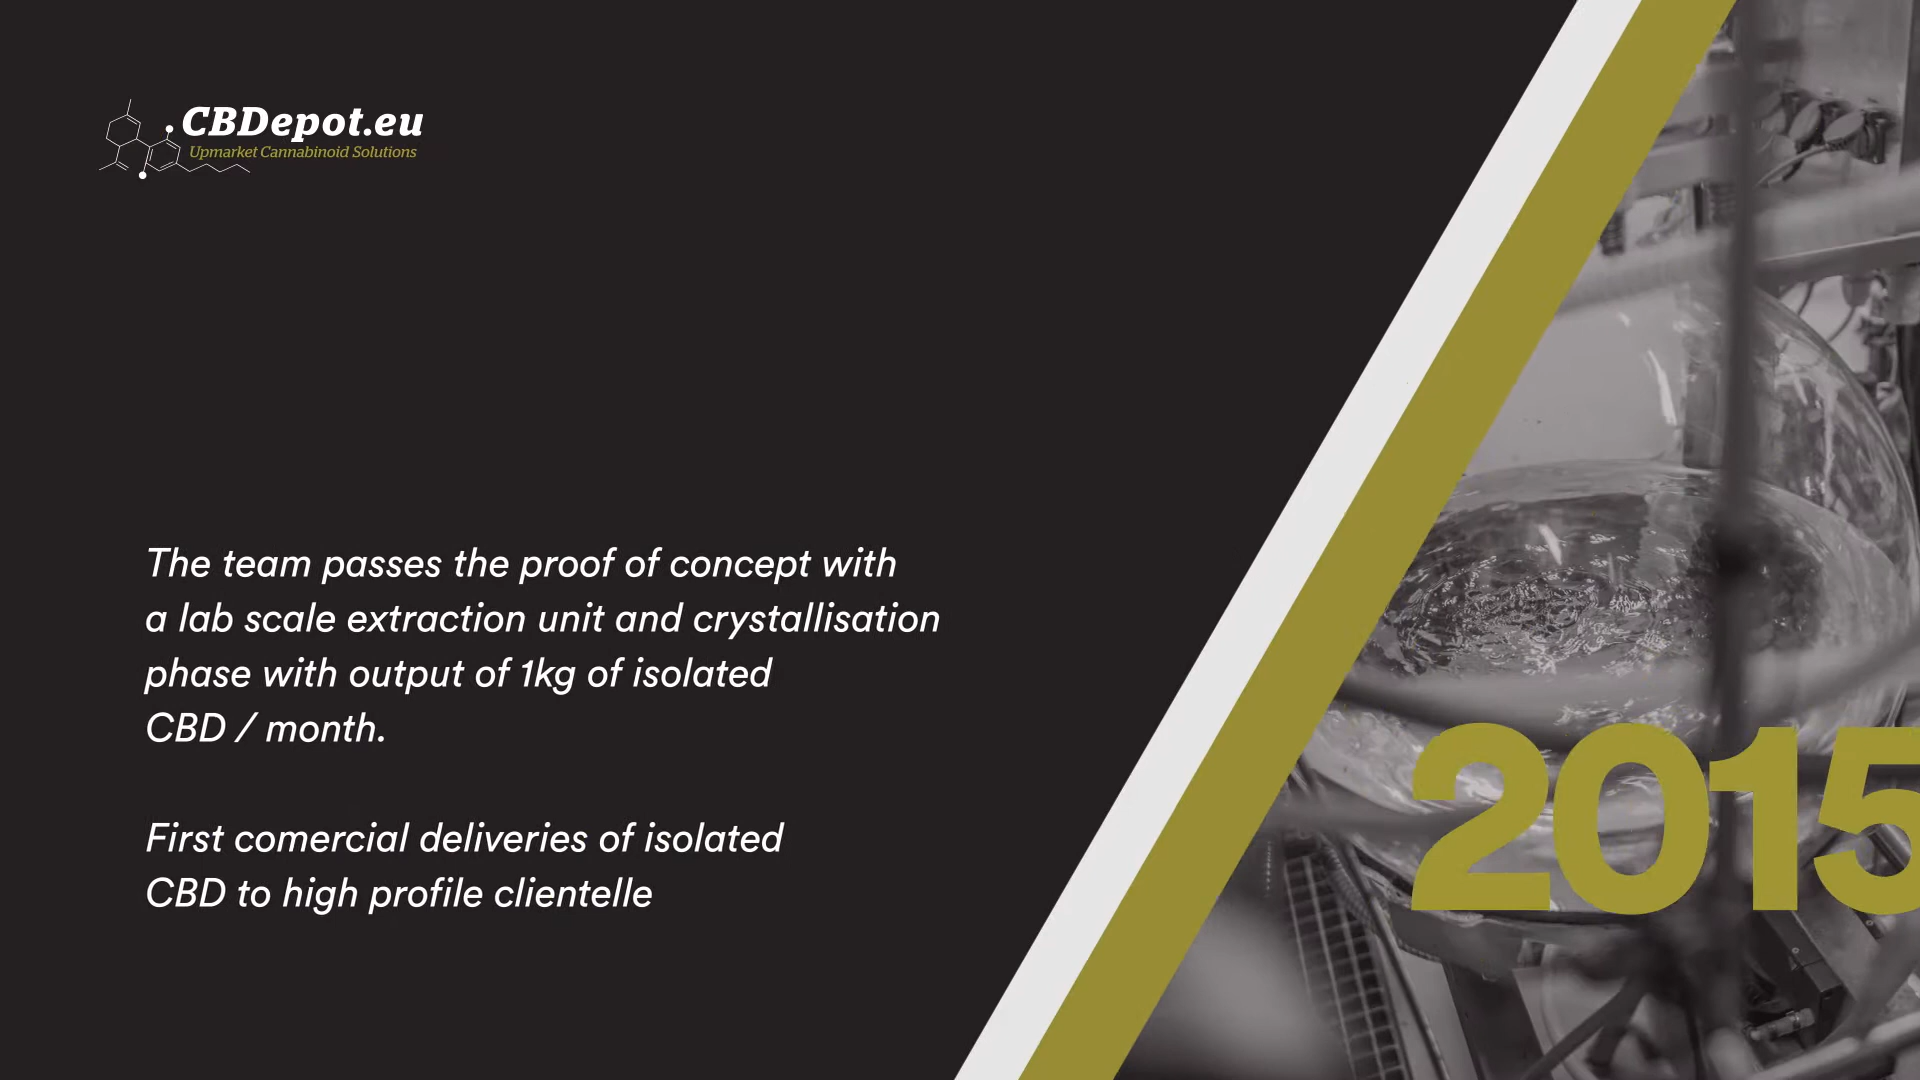 CBDepot.eu
Upmarket Cannabinoid Solutions
The team passes the proof of concept with
a lab scale extraction unit and crystallisation
phase with output of 1kg of isolated
CBD / month.
First comercial deliveries of isolated
CBD to high profile clientelle
2015